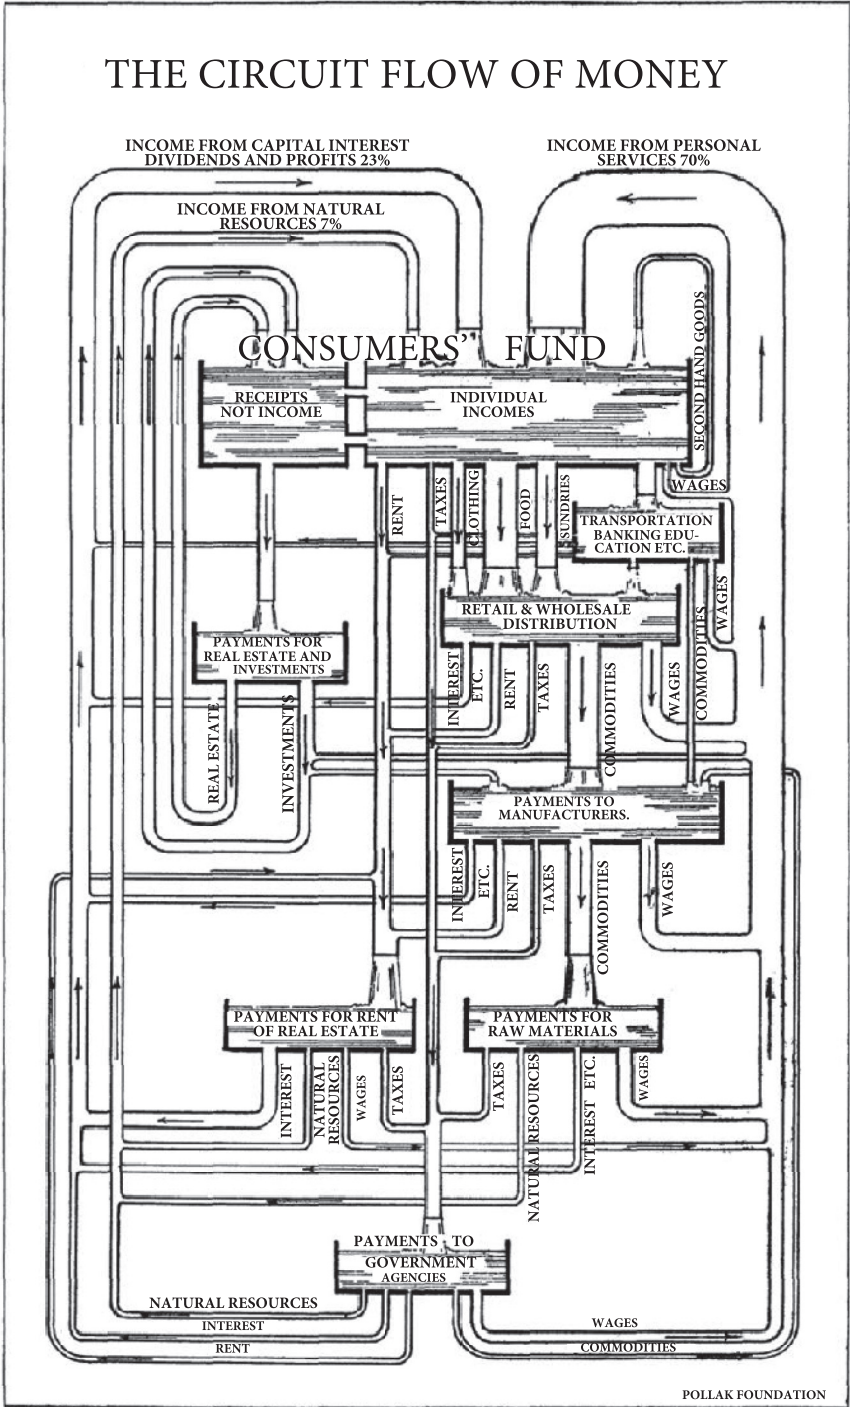 THE CIRCUIT FLOW OF MONEY
INCOME FROM CAPITAL INTEREST
DIVIDENDS AND PROFITS 23%
INCOME FROM PERSONAL
SERVICES 70%
INCOME FROM NATURAL
RESOURCES 7%
CONSUMERS' FUND
SECOND HAND GOODS
RECEIPTS
NOT INCOME
INDIVIDUAL
INCOMES
RENT
TAXES
CLOTHING
FOOD
SUNDRIES
WAGES
TRANSPORTATION
BANKING EDU-
CATION ETC.
RETAIL & WHOLESALE
DISTRIBUTION
COMMODITIES
WAGES
PAYMENTS FOR
REAL ESTATE AND
INVESTMENTS
REAL ESTATE
INVESTMENTS
INTEREST
ETC.
RENT
TAXES
COMMODITIES
WAGES
PAYMENTS TO
MANUFACTURERS.
INTEREST
ETC.
RENT
TAXES
COMMODITIES
WAGES
PAYMENTS FOR RENT
OF REAL ESTATE
PAYMENTS FOR
RAW MATERIALS
INTEREST
NATURAL
RESOURCES
WAGES
TAXES
TAXES
NATURAL RESOURCES
INTEREST ETC.
WAGES
PAYMENTS TO
GOVERNMENT
AGENCIES
NATURAL RESOURCES
INTEREST
RENT
WAGES
COMMODITIES
POLLAK FOUNDATION